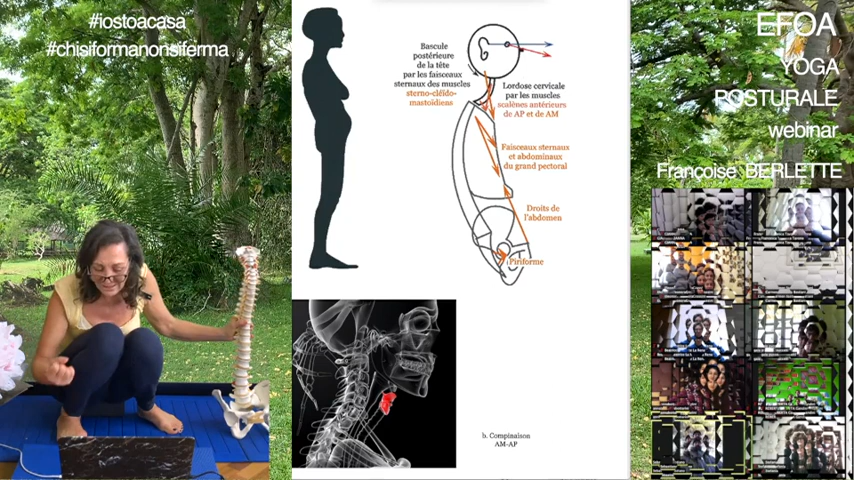 #iostoacasa
#chisiformanonsiferma
Bascule
postérieure
de la tête
par les faisceaux
sternaux des muscles
sterno-cléido-
mastoïdiens
Lordose cervicale
par les muscles
scalènes antérieurs
de AP et de AM
Faisceaux sternaux
et abdominaux
du grand pectoral
Droits de
l'abdomen
Piriforme
b. Compinaison
AM-AP
EFOA
YOGA
POSTURALE
webinar
Françoise BERLETTE